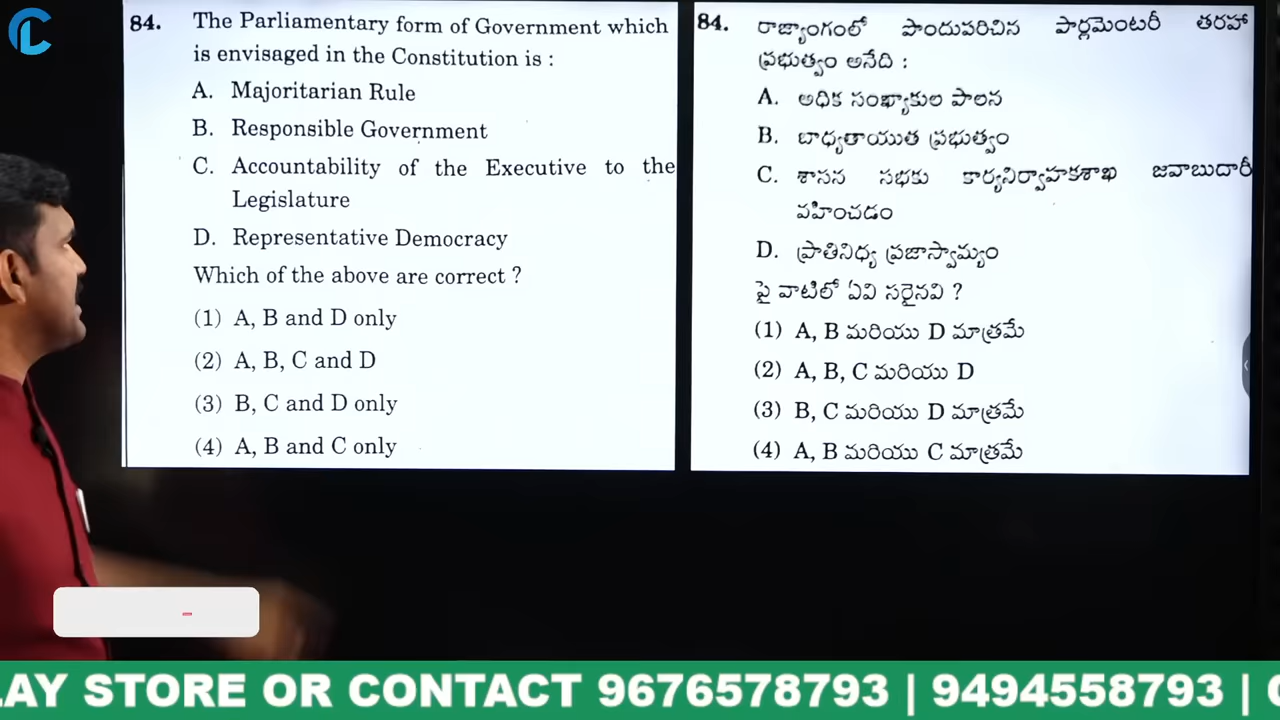 84. The Parliamentary form of Government which
is envisaged in the Constitution is :
A. Majoritarian Rule
B. Responsible Government
C. Accountability of the Executive to the
Legislature
D. Representative Democracy
Which of the above are correct ?
(1) A, B and D only
(2) A, B, C and D
(3) B, C and D only
(4) A, B and C only
84. రాజ్యాంగంలో పొందుపరిచిన పార్లమెంటరీ తరహా
ప్రభుత్వం అనేది :
A. అధిక సంఖ్యాకుల పాలన
B. బాధ్యతాయుత ప్రభుత్వం
C. శాసన సభకు కార్యనిర్వాహకశాఖ జవాబుదారీ
వహించడం
D. ప్రాతినిధ్య ప్రజాస్వామ్యం
పై వాటిలో ఏవి సరైనవి ?
(1) A, B మరియు D మాత్రమే
(2) A, B, C మరియు D
(3) B, C మరియు D మాత్రమే
(4) A, B మరియు C మాత్రమే
LAY STORE OR CONTACT 9676578793 | 9494558793 |